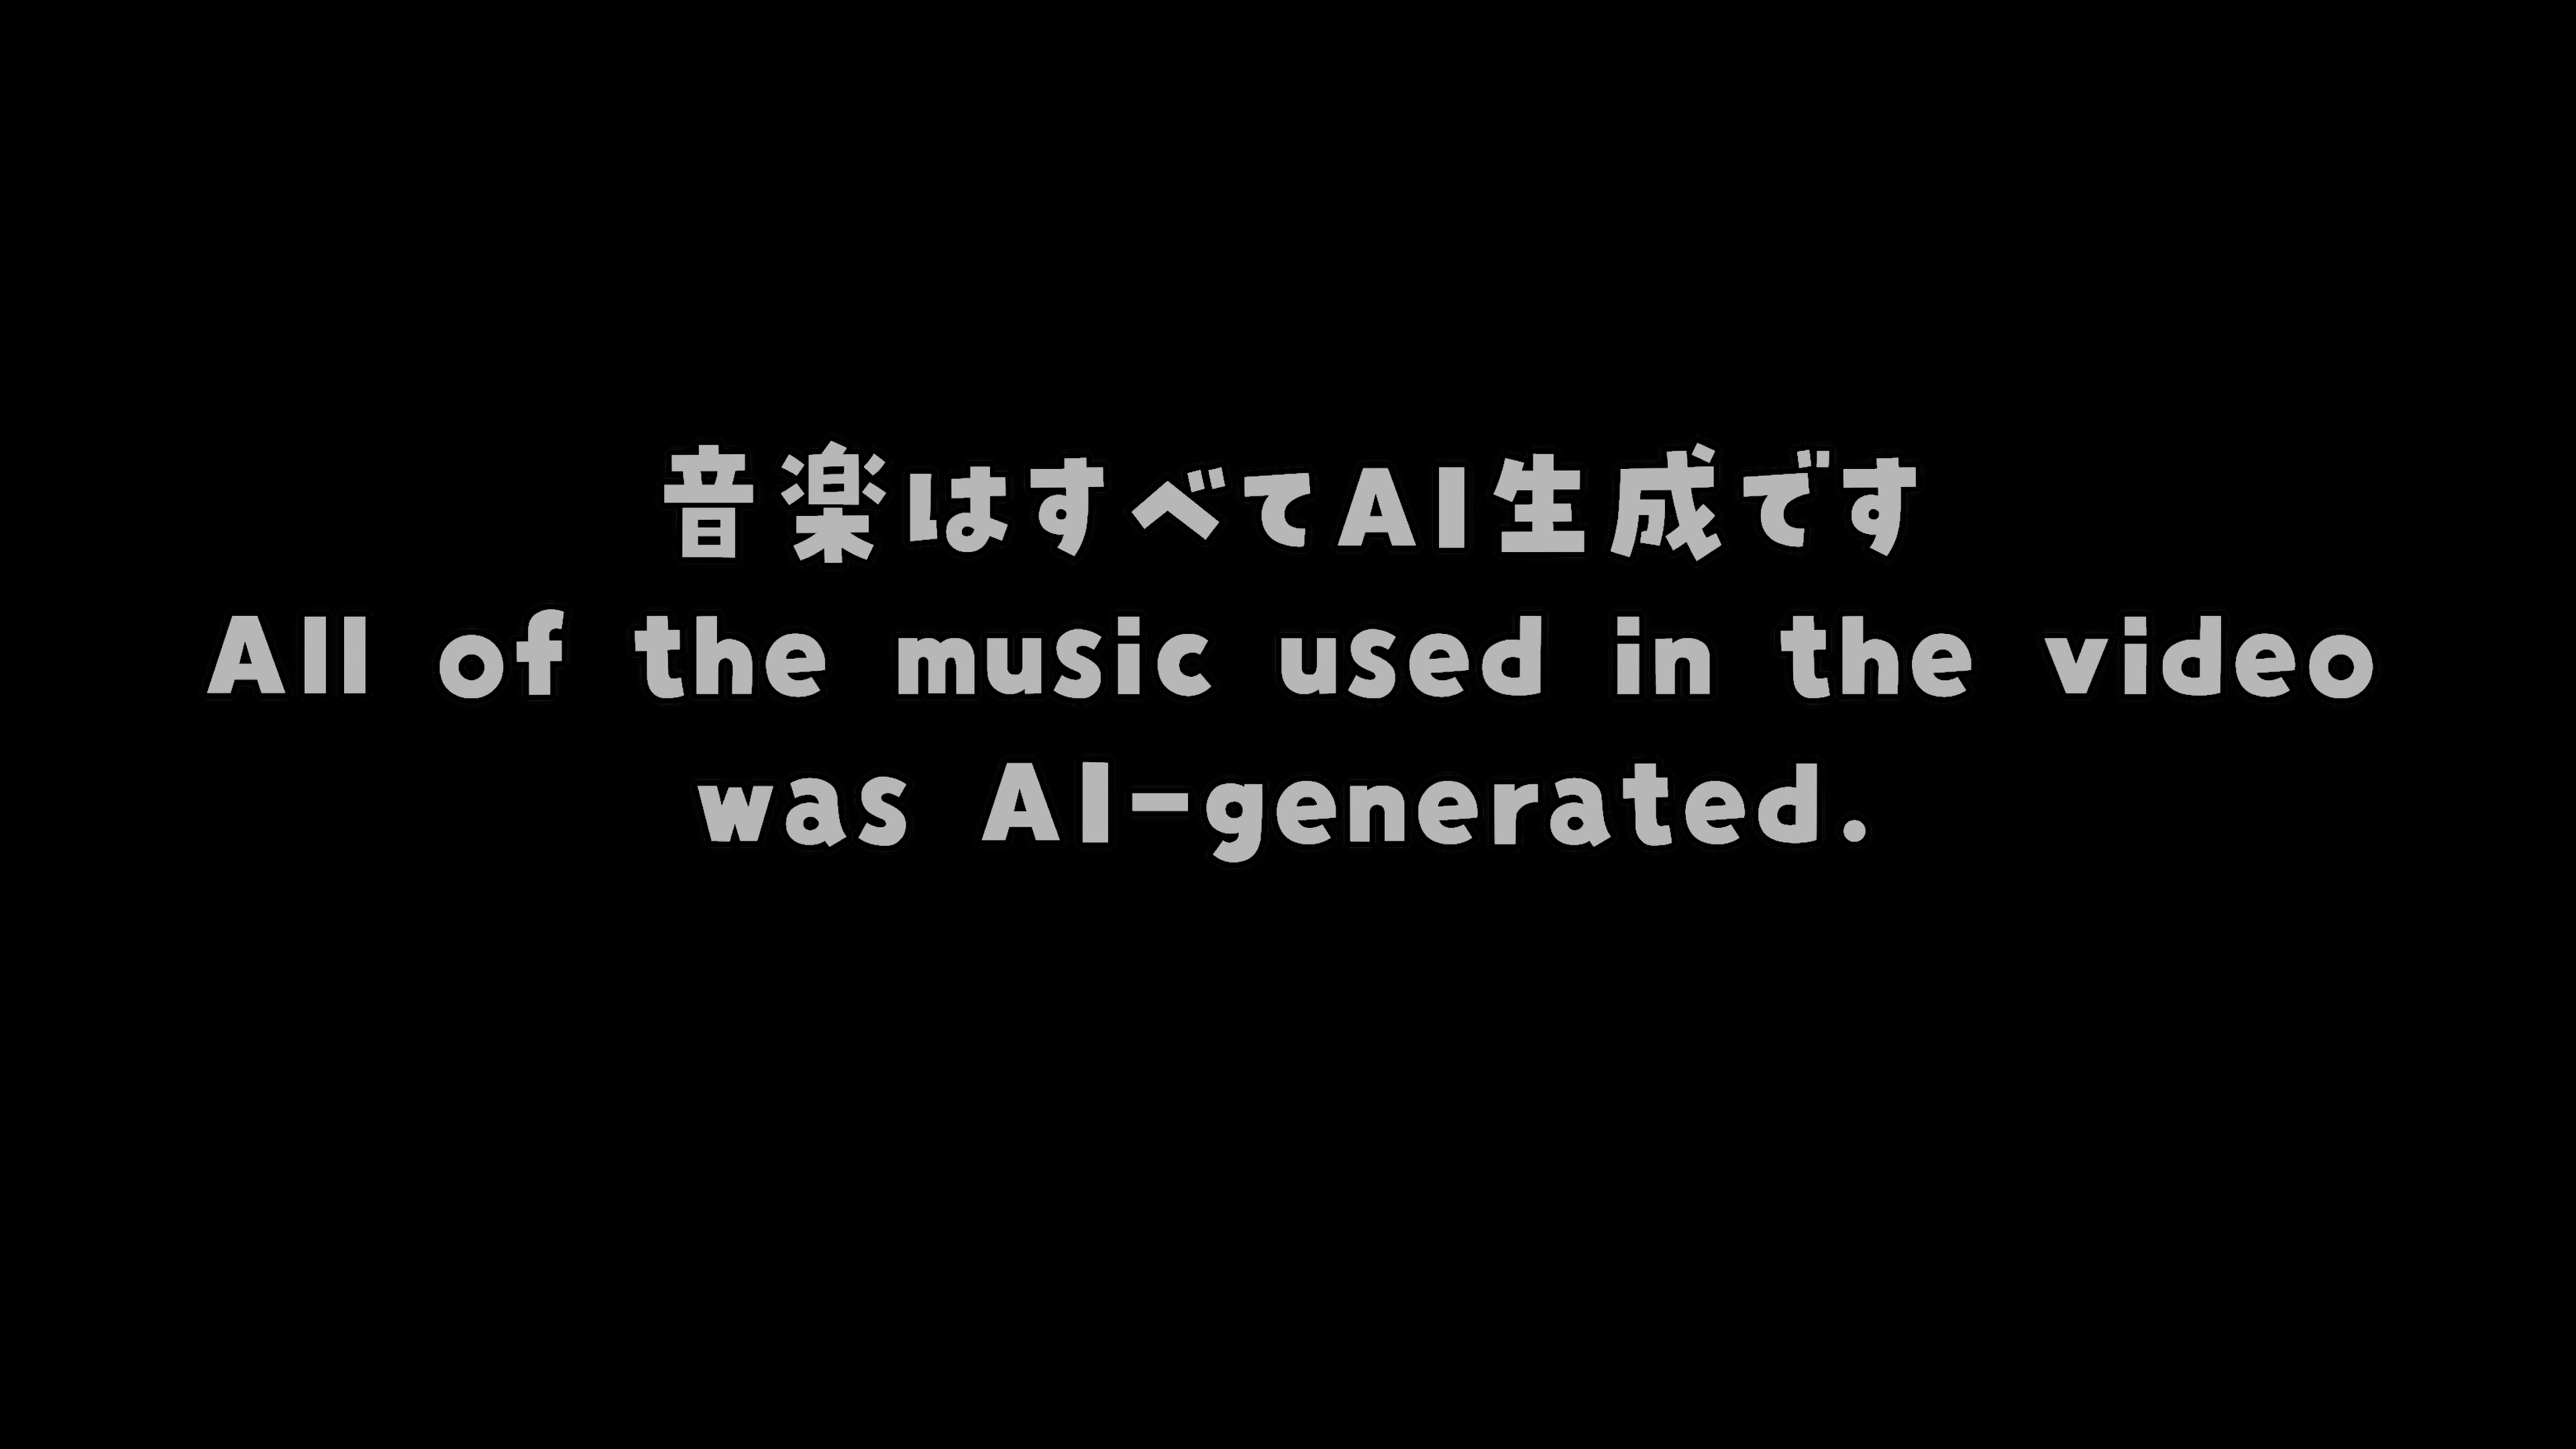 音楽はすべてAI生成です
All of the music used in the video
was AI-generated.